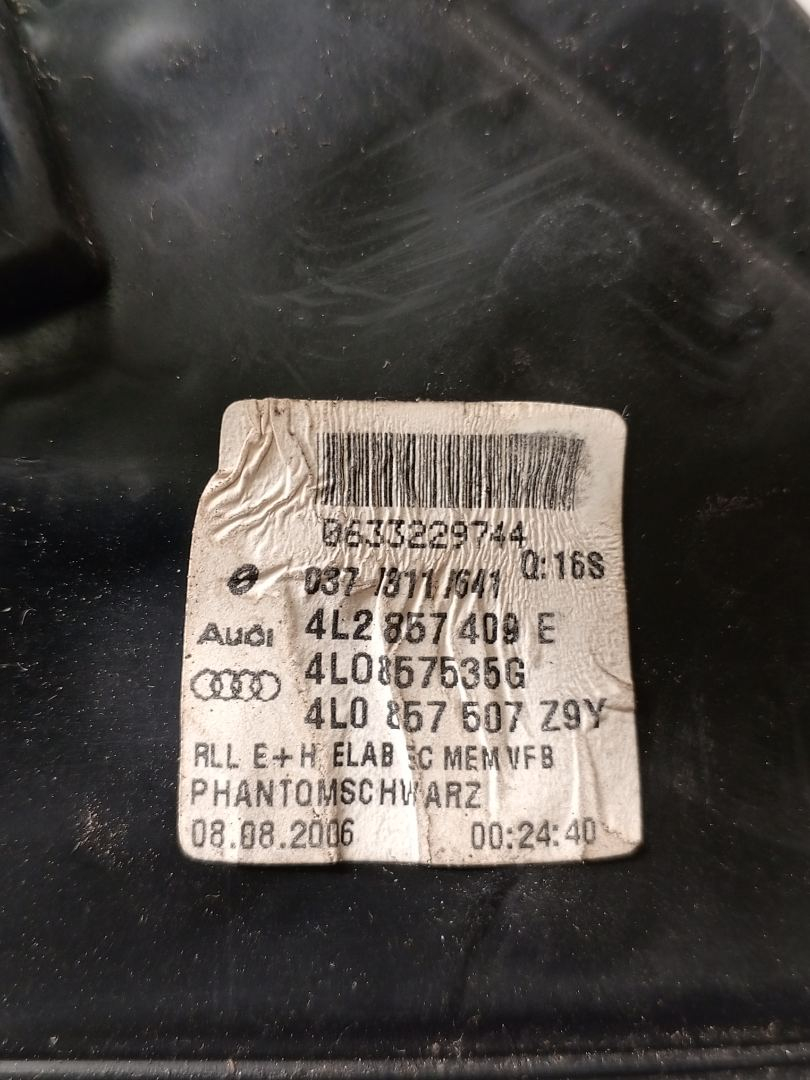 0633229744
Q:16S
037 /811 /641
Audi
4L2 857 409 E
4L0857535G
4L0 857 507 Z9Y
RLL E+H ELAB EC MEM VFB
PHANTOMSCHWARZ
08.08.2006 00:24:40